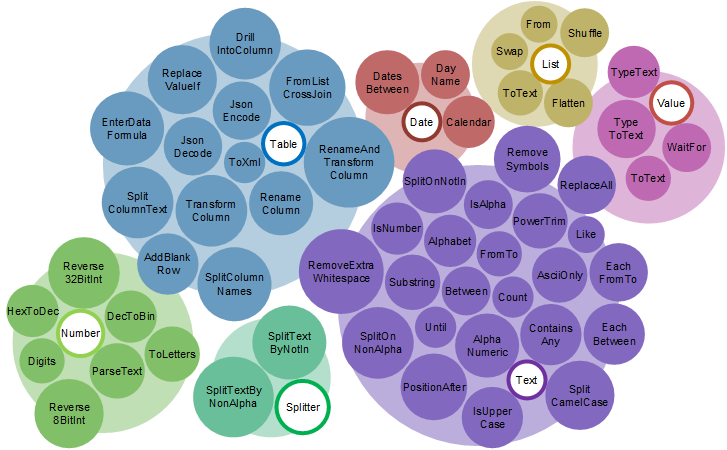 Drill
IntoColumn
Replace
ValueIf
FromList
CrossJoin
EnterData
Formula
Json
Encode
Json
Decode
Table
ToXml
RenameAnd
Transform
Column
Split
ColumnText
Transform
Column
Rename
Column
AddBlank
Row
SplitColumn
Names
Dates
Between
Day
Name
Date
Calendar
From
Shuffle
Swap
List
ToText
Flatten
TypeText
Value
Type
ToText
WaitFor
ToText
Remove
Symbols
SplitOnNotIn
ReplaceAll
IsAlpha
IsNumber
PowerTrim
Like
Alphabet
FromTo
RemoveExtra
Whitespace
Substring
Between
Count
AsciiOnly
Each
FromTo
Until
SplitOn
NonAlpha
Alpha
Numeric
Contains
Any
Each
Between
PositionAfter
Text
Split
CamelCase
IsUpper
Case
Reverse
32BitInt
HexToDec
DecToBin
Number
Digits
ParseText
ToLetters
Reverse
8BitInt
SplitText
ByNotIn
SplitTextBy
NonAlpha
Splitter